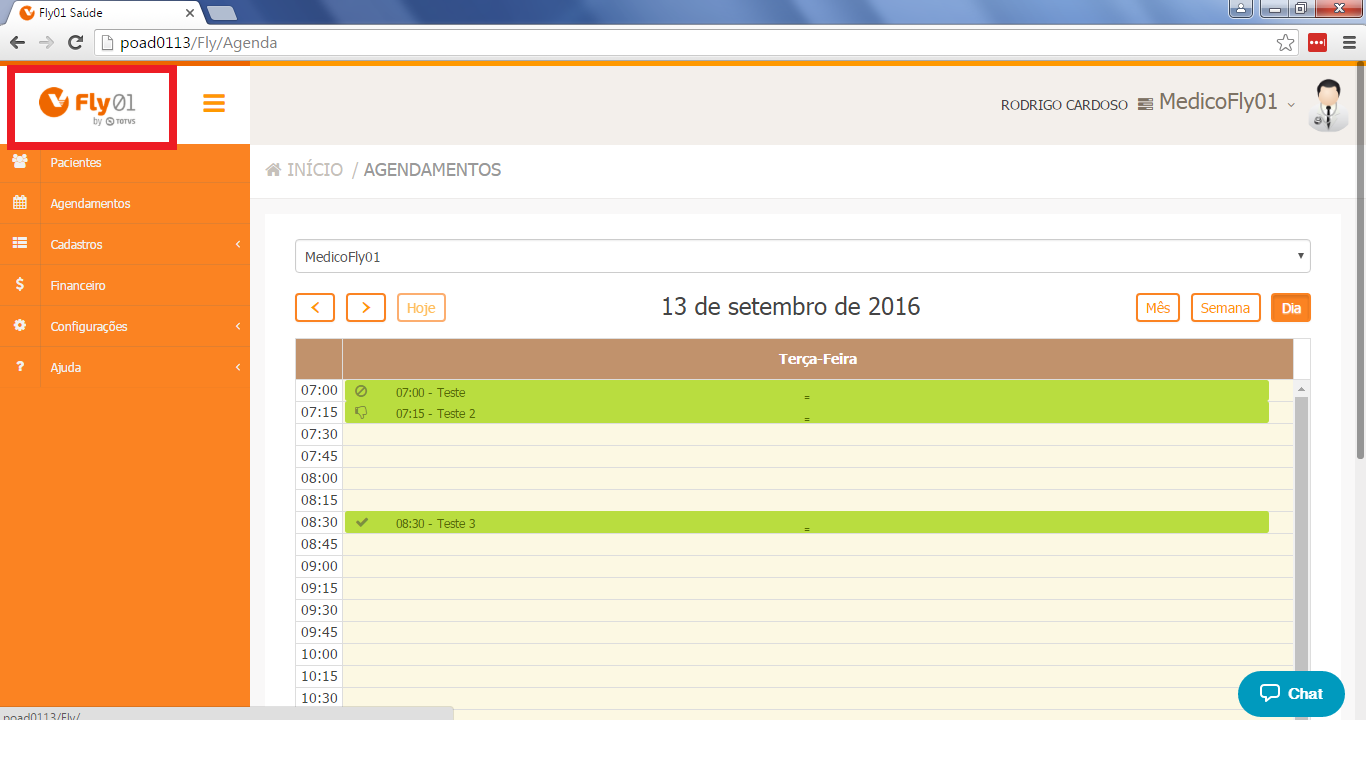 Fly01 Saúde
poad0113/Fly/Agenda
Fly01
by TOTVS
RODRIGO CARDOSO MedicoFly01
Pacientes
Agendamentos
Cadastros
Financeiro
Configurações
Ajuda
INÍCIO / AGENDAMENTOS
MedicoFly01
Hoje
13 de setembro de 2016
Mês Semana Dia
Terça-Feira
07:00 07:00 - Teste
07:15 07:15 - Teste 2
07:30
07:45
08:00
08:15
08:30 08:30 - Teste 3
08:45
09:00
09:15
09:30
09:45
10:00
10:15
10:30
Chat
poad0113/Fly/